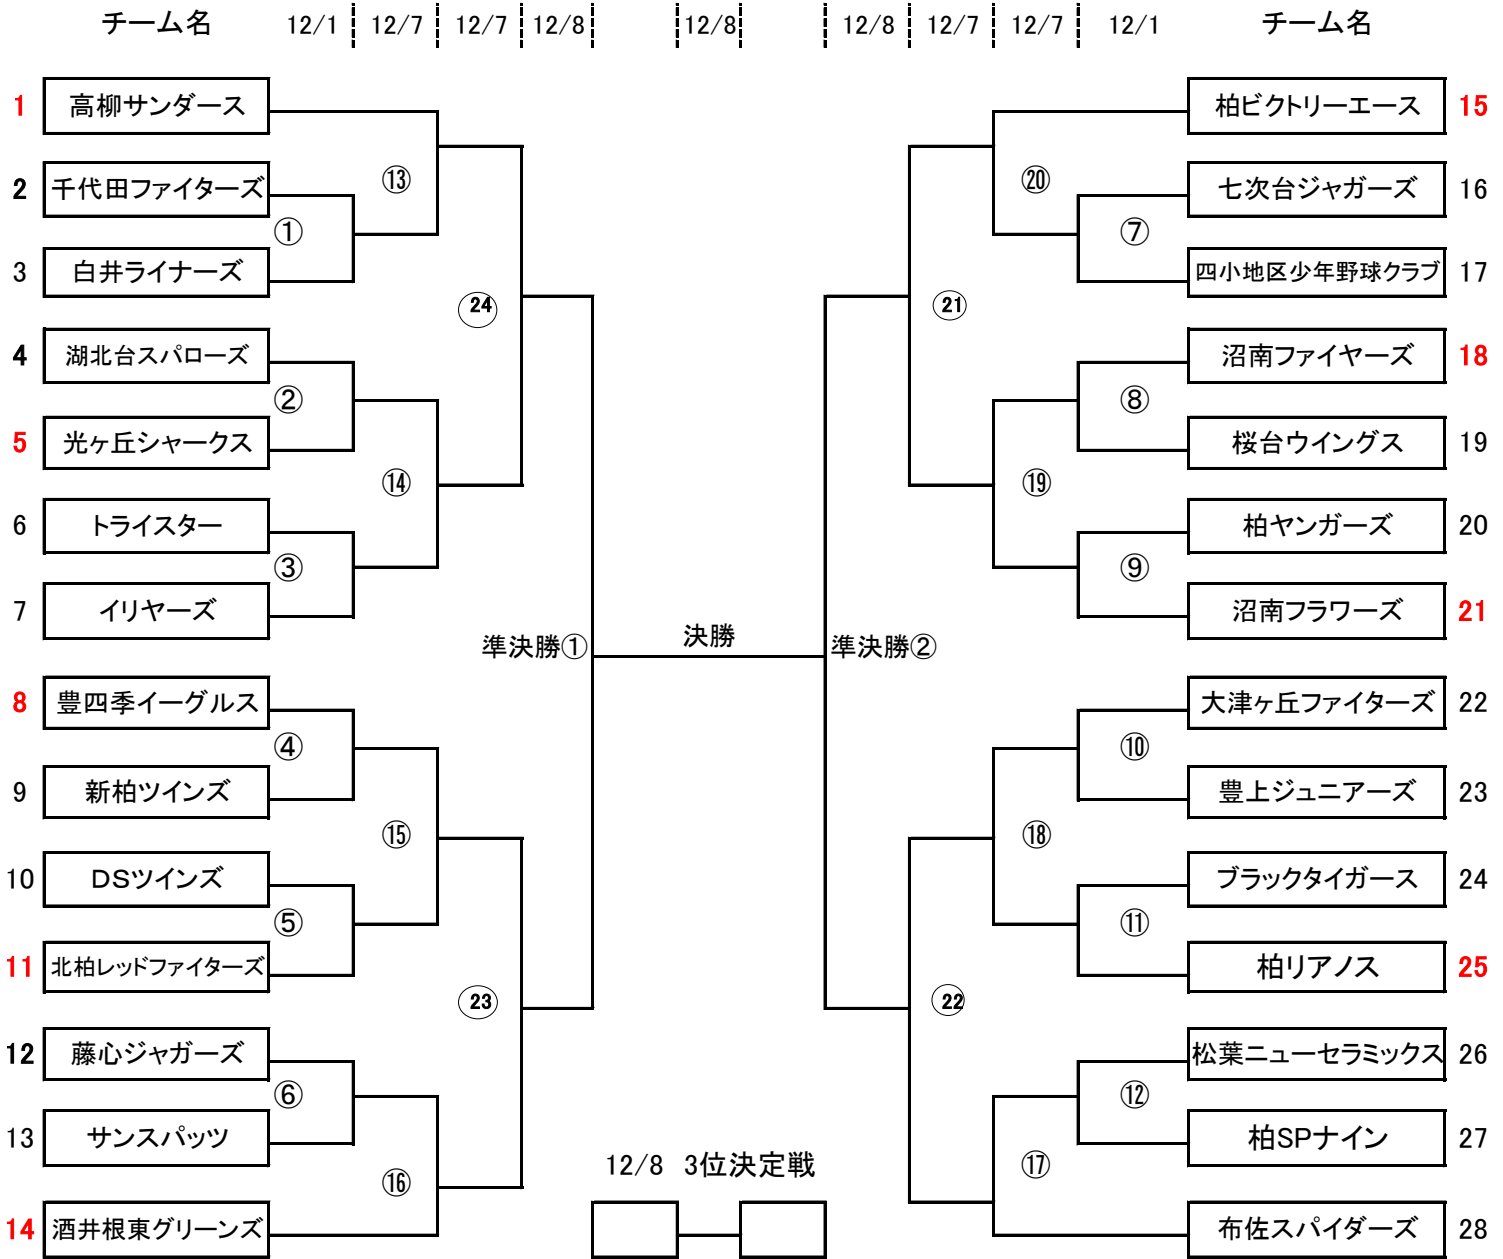 チーム名 12/1 12/7 12/7 12/8 12/8 12/8 12/7 12/7 12/1 チーム名
1 高柳サンダース 柏ビクトリーエース 15
2 千代田ファイターズ ⑬ ⑳ 七次台ジャガーズ 16
① ⑦
3 白井ライナーズ 四小地区少年野球クラブ 17
24 21
4 湖北台スパローズ 沼南ファイヤーズ 18
② ⑧
5 光ヶ丘シャークス 桜台ウイングス 19
⑭ ⑲
6 トライスター 柏ヤンガーズ 20
③ ⑨
7 イリヤーズ 沼南フラワーズ 21
準決勝① 決勝 準決勝②
8 豊四季イーグルス 大津ヶ丘ファイターズ 22
④ ⑩
9 新柏ツインズ 豊上ジュニアーズ 23
⑮ ⑱
10 DSツインズ ブラックタイガース 24
⑤ ⑪
11 北柏レッドファイターズ 柏リアノス 25
23 22
12 藤心ジャガーズ 松葉ニューセラミックス 26
⑥ ⑫
13 サンスパッツ 柏SPナイン 27
12/8 3位決定戦
⑯ ⑰
14 酒井根東グリーンズ 布佐スパイダーズ 28